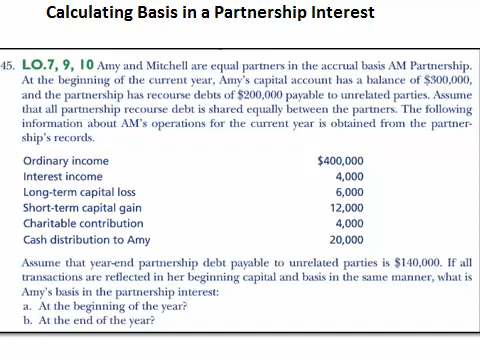 Calculating Basis in a Partnership Interest
45. LO.7, 9, 10 Amy and Mitchell are equal partners in the accrual basis AM Partnership.
At the beginning of the current year, Amy's capital account has a balance of $300,000,
and the partnership has recourse debts of $200,000 payable to unrelated parties. Assume
that all partnership recourse debt is shared equally between the partners. The following
information about AM's operations for the current year is obtained from the partner-
ship's records.
Ordinary income $400,000
Interest income 4,000
Long-term capital loss 6,000
Short-term capital gain 12,000
Charitable contribution 4,000
Cash distribution to Amy 20,000
Assume that year-end partnership debt payable to unrelated parties is $140,000. If all
transactions are reflected in her beginning capital and basis in the same manner, what is
Amy's basis in the partnership interest:
a. At the beginning of the year?
b. At the end of the year?